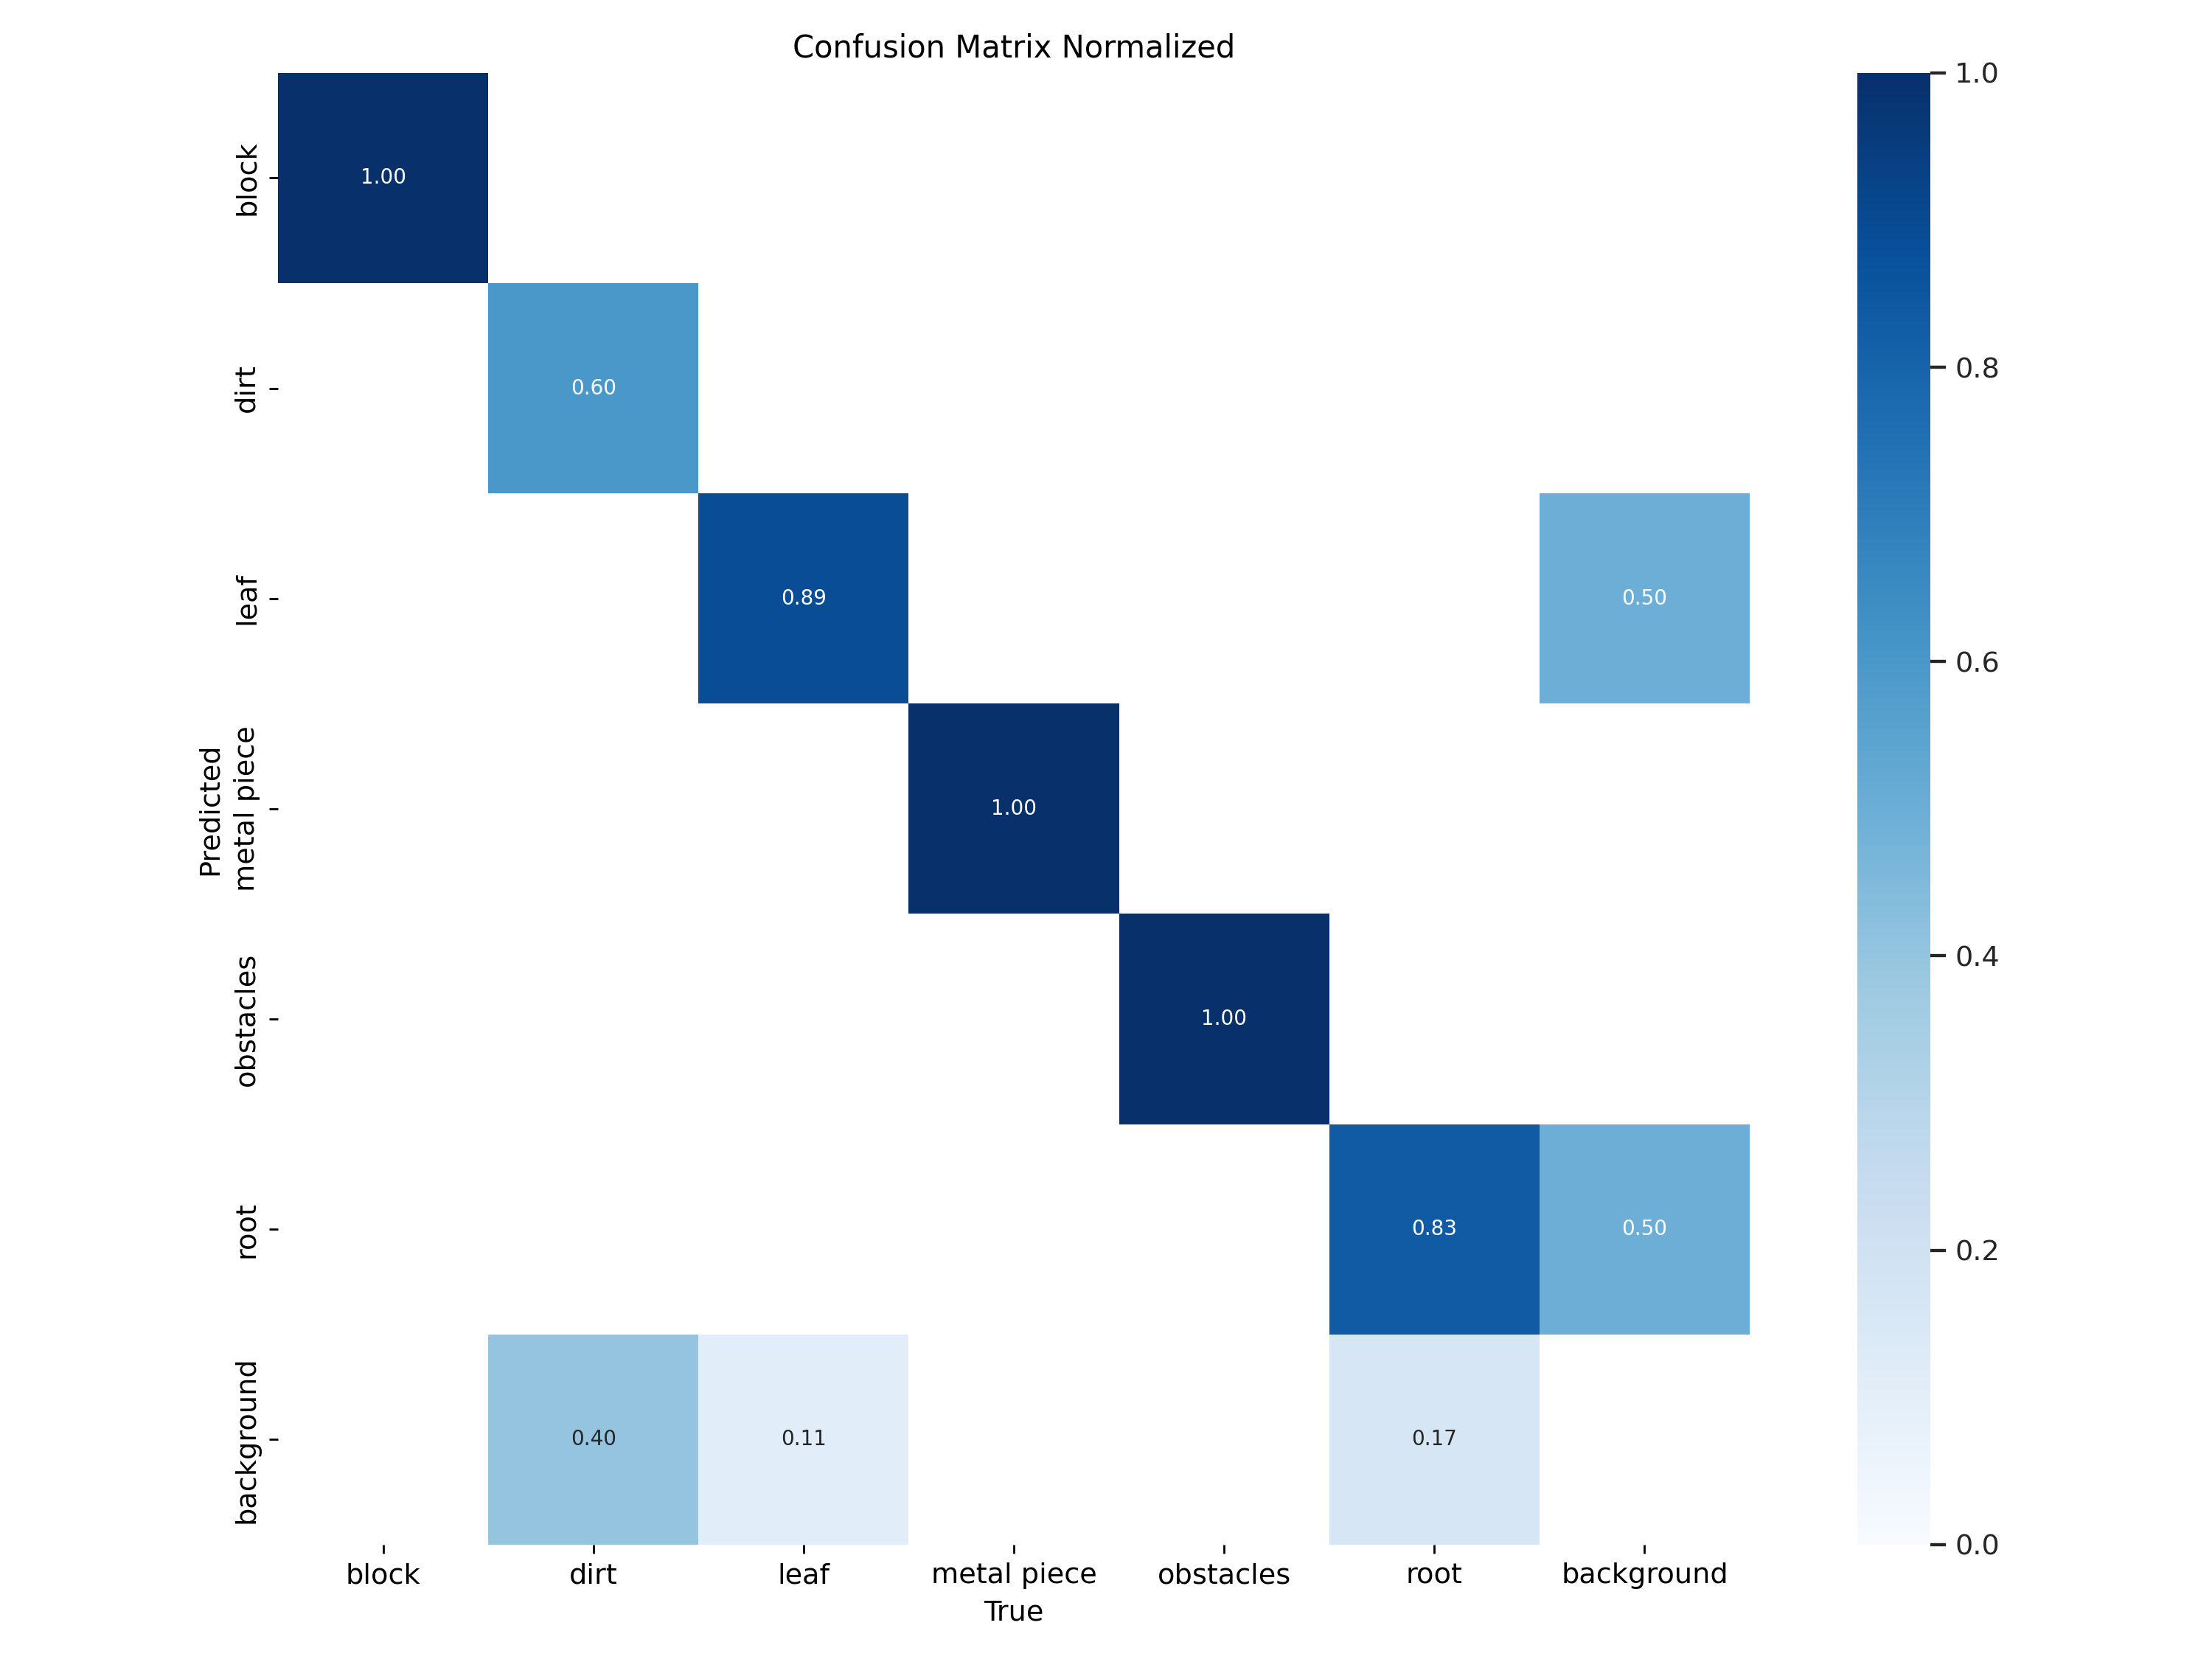 Confusion Matrix Normalized
block
1.00
dirt
0.60
leaf
0.89
0.50
metal piece
1.00
obstacles
1.00
root
0.83
0.50
background
0.40
0.11
0.17
Predicted
block
dirt
leaf
metal piece
obstacles
root
background
True
1.0
0.8
0.6
0.4
0.2
0.0